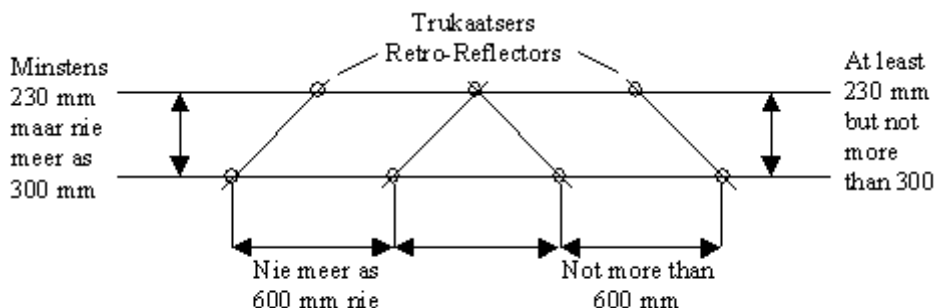 Trukaatsers
Retro-Reflectors
Minstens
230 mm
maar nie
meer as
300 mm
At least
230 mm
but not
more
than 300
Nie meer as
600 mm nie
Not more than
600 mm